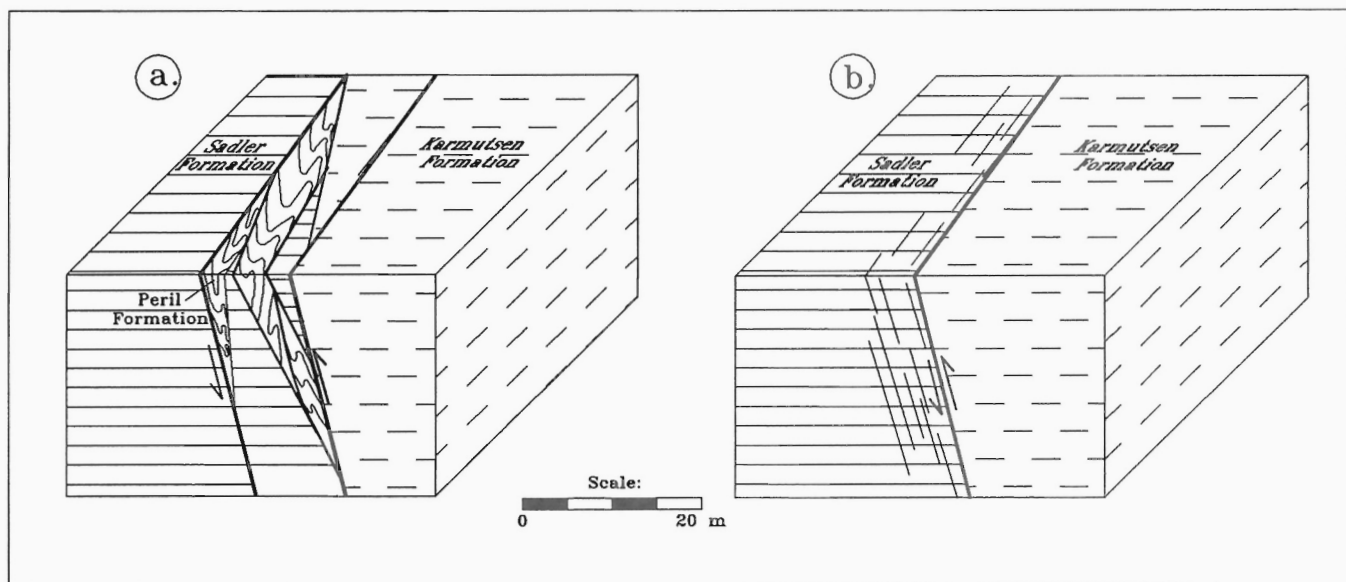 a.
Sadler
Formation
Karmutsen
Formation
Peril
Formation
b.
Sadler
Formation
Karmutsen
Formation
Scale:
0 20 m